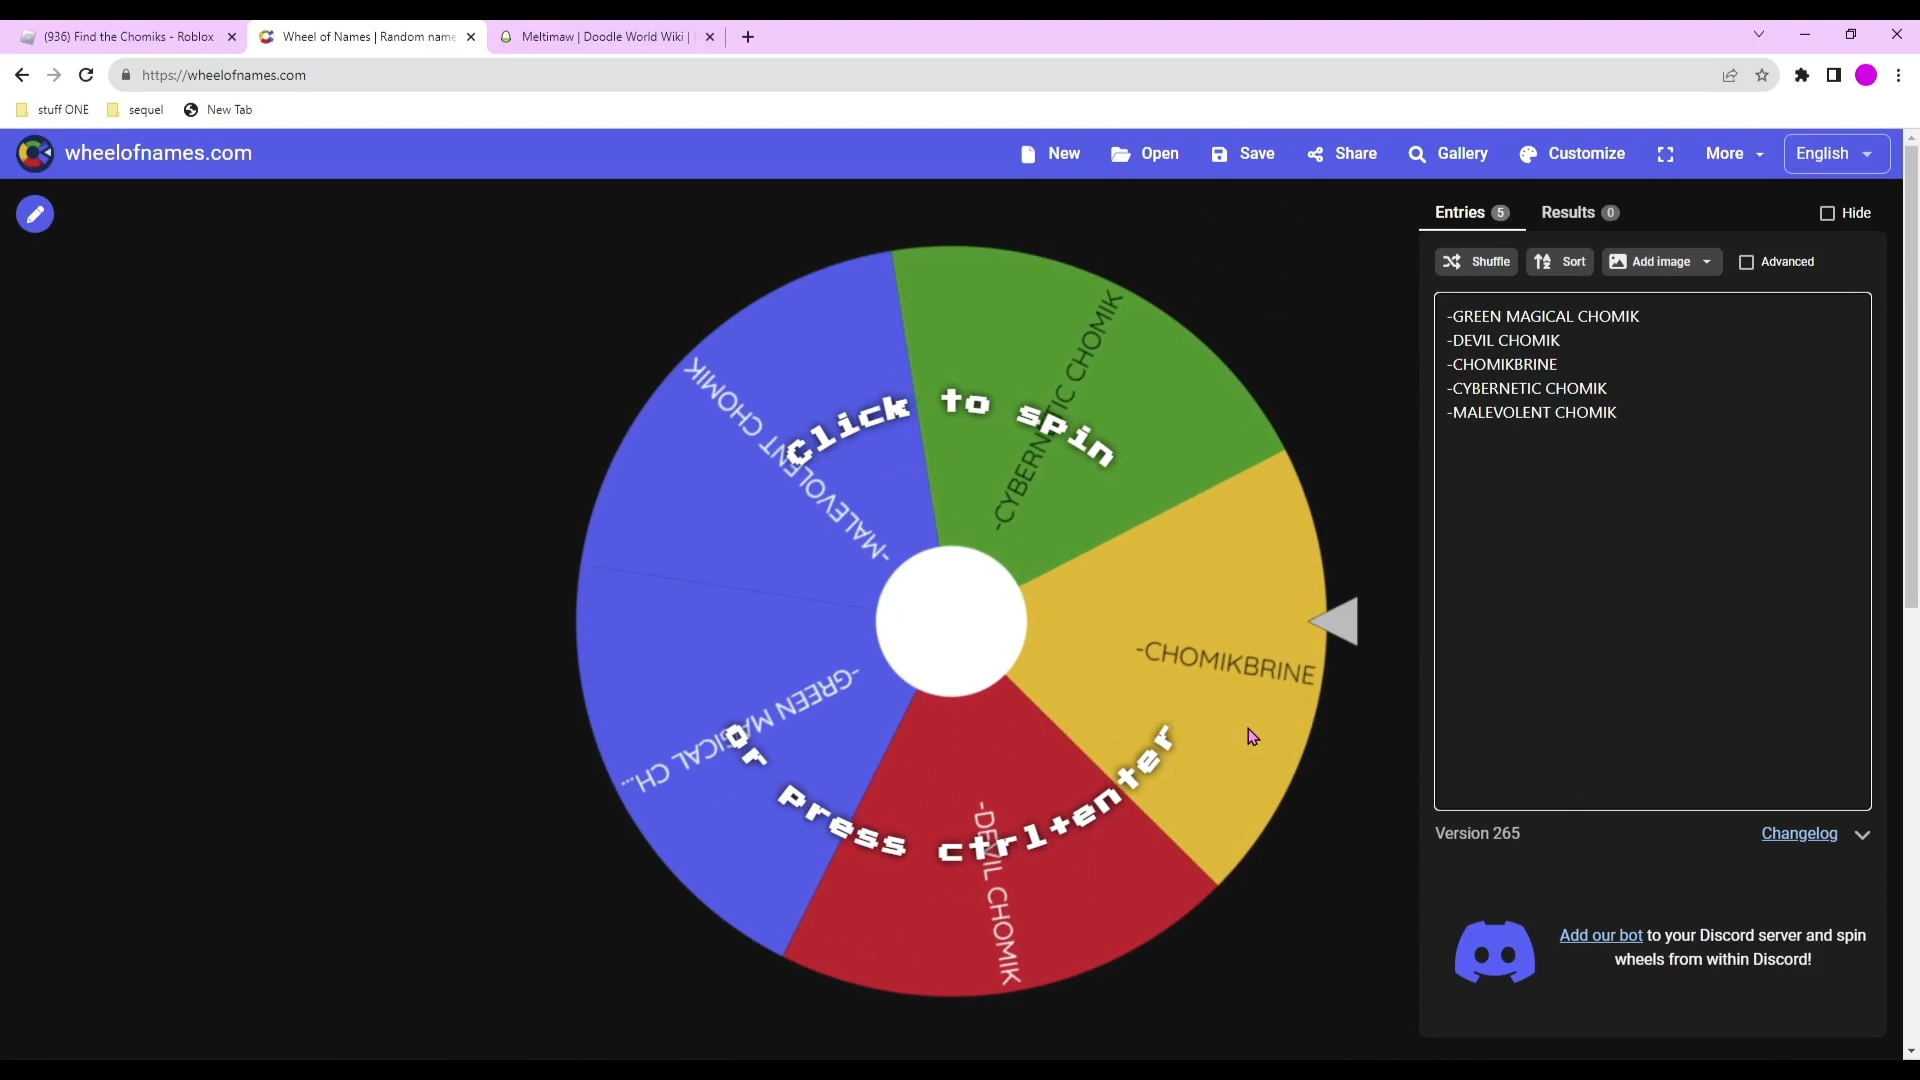 (936) Find the Chomiks - Roblox
Wheel of Names | Random name
Meltimaw | Doodle World Wiki |
https://wheelofnames.com
stuff ONE
sequel
New Tab
wheelofnames.com
New
Open
Save
Share
Gallery
Customize
More
English
Entries 5
Results 0
Hide
Shuffle
Sort
Add image
Advanced
-GREEN MAGICAL CHOMIK
-DEVIL CHOMIK
-CHOMIKBRINE
-CYBERNETIC CHOMIK
-MALEVOLENT CHOMIK
Click to spin
-CYBERNETIC CHOMIK
-MALEVOLENT CHOMIK
-CHOMIKBRINE
-GREEN MAGICAL CH...
-DEVIL CHOMIK
or press ctrl+enter
Version 265
Changelog
Add our bot to your Discord server and spin
wheels from within Discord!